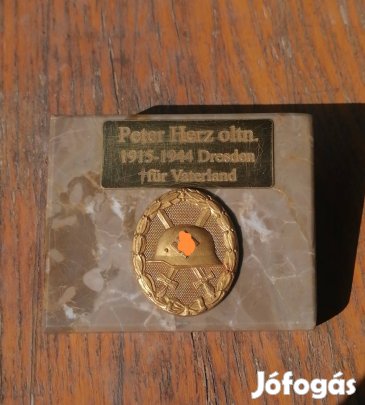 Peter Herz oltn.
1915-1944 Dresden
†für Vaterland
Jófogás